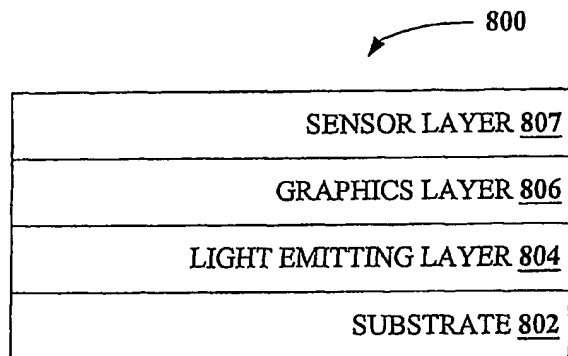 800
SENSOR LAYER 807
GRAPHICS LAYER 806
LIGHT EMITTING LAYER 804
SUBSTRATE 802